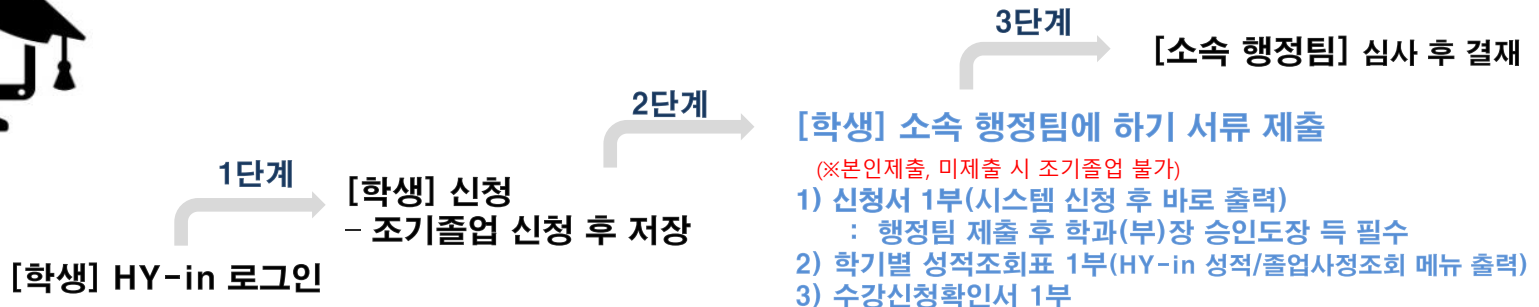 3단계
[소속 행정팀] 심사 후 결재
2단계
[학생] 소속 행정팀에 하기 서류 제출
(※본인제출, 미제출 시 조기졸업 불가)
1) 신청서 1부(시스템 신청 후 바로 출력)
: 행정팀 제출 후 학과(부)장 승인도장 득 필수
2) 학기별 성적조회표 1부(HY-in 성적/졸업사정조회 메뉴 출력)
3) 수강신청확인서 1부
1단계
[학생] 신청
- 조기졸업 신청 후 저장
[학생] HY-in 로그인